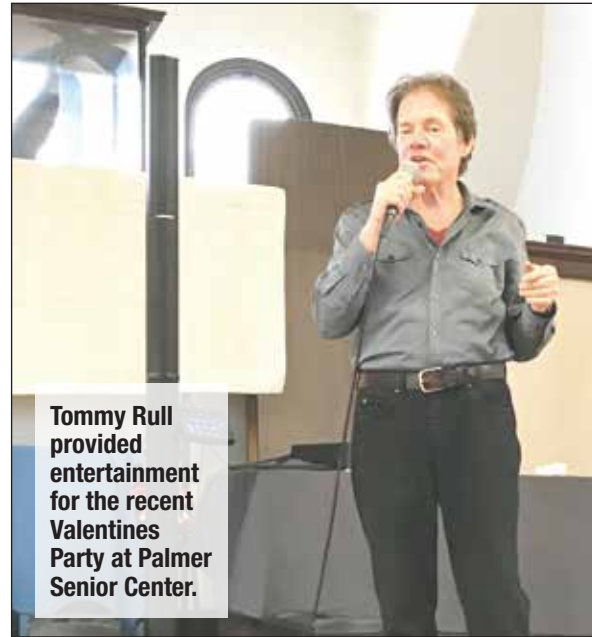 Tommy Rull
provided
entertainment
for the recent
Valentines
Party at Palmer
Senior Center.